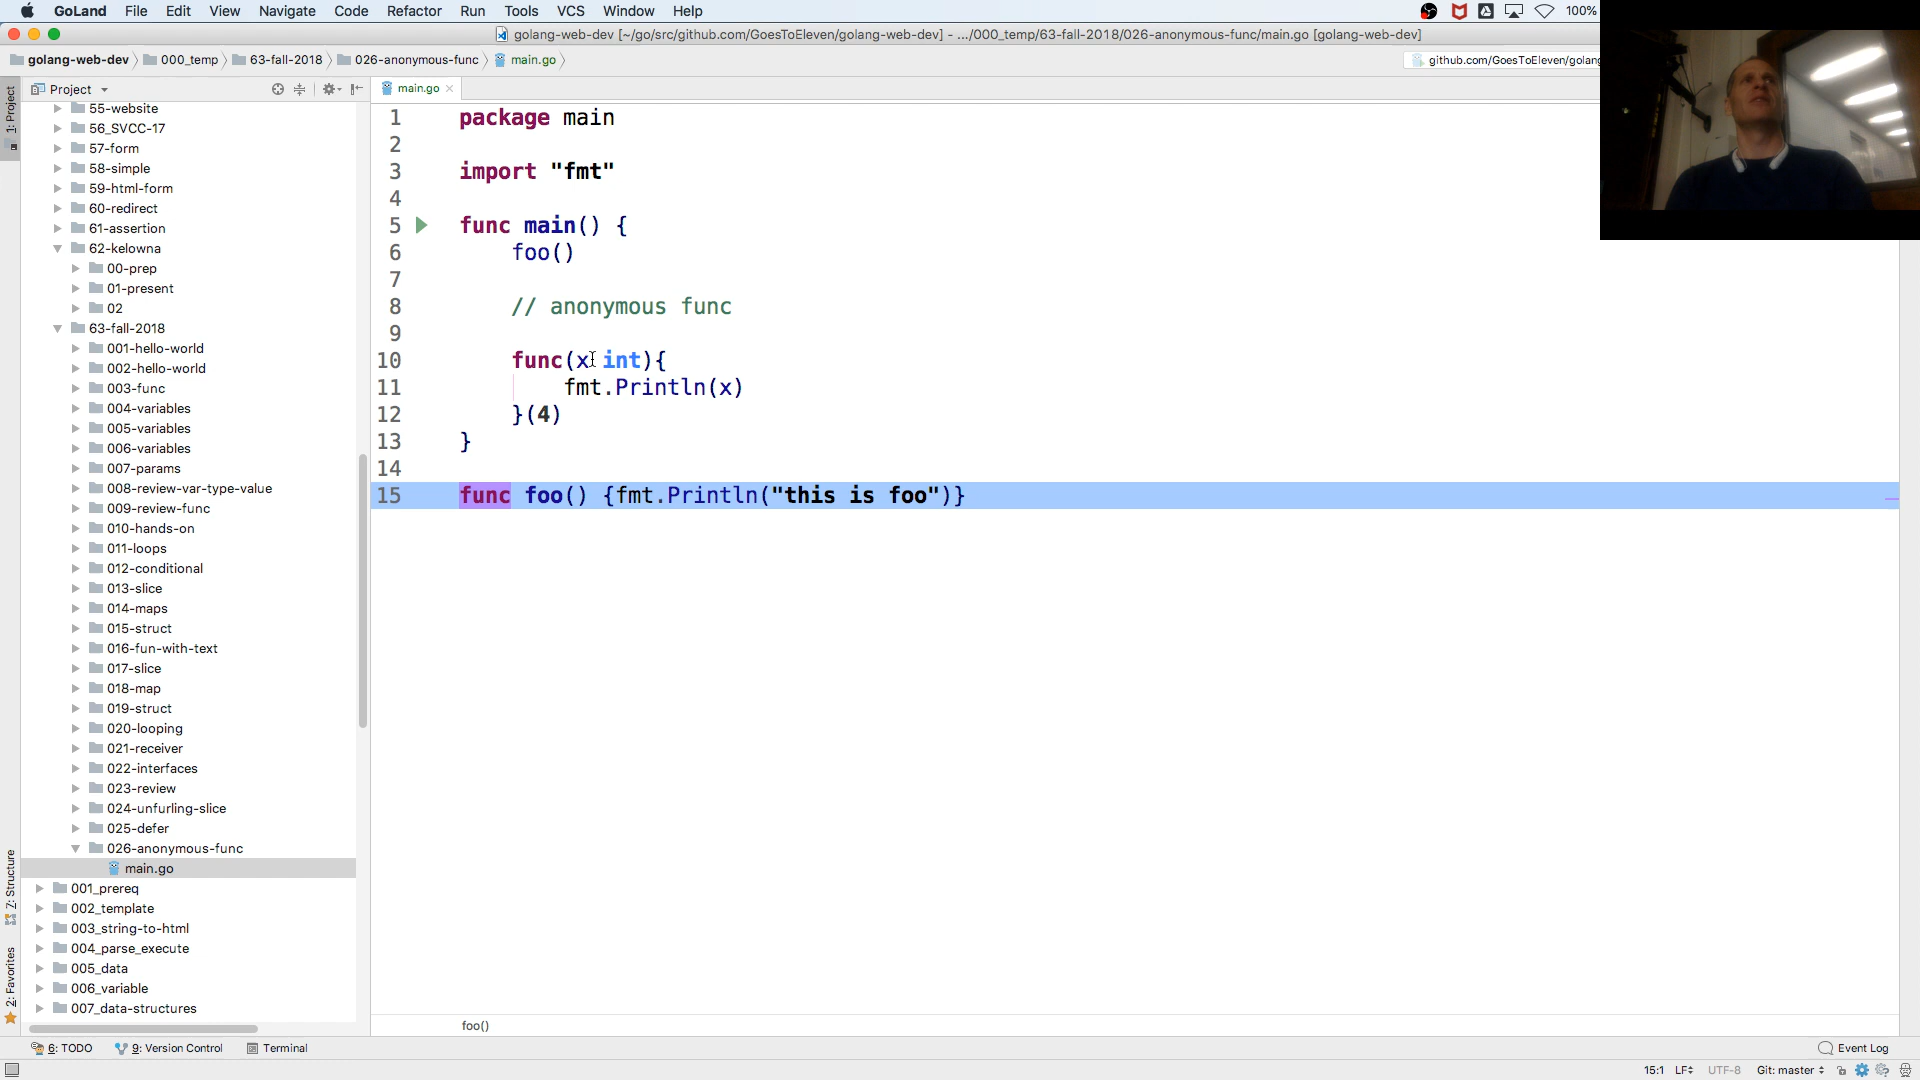 GoLand File Edit View Navigate Code Refactor Run Tools VCS Window Help 100%
golang-web-dev [~/go/src/github.com/GoesToEleven/golang-web-dev] - .../000_temp/63-fall-2018/026-anonymous-func/main.go [golang-web-dev]
golang-web-dev 000_temp 63-fall-2018 026-anonymous-func main.go github.com/GoesToEleven/golang
1: Project
Project
55-website
56_SVCC-17
57-form
58-simple
59-html-form
60-redirect
61-assertion
62-kelowna
00-prep
01-present
02
63-fall-2018
001-hello-world
002-hello-world
003-func
004-variables
005-variables
006-variables
007-params
008-review-var-type-value
009-review-func
010-hands-on
011-loops
012-conditional
013-slice
014-maps
015-struct
016-fun-with-text
017-slice
018-map
019-struct
020-looping
021-receiver
022-interfaces
023-review
024-unfurling-slice
025-defer
026-anonymous-func
main.go
001_prereq
002_template
003_string-to-html
004_parse_execute
005_data
006_variable
007_data-structures
7: Structure
2: Favorites
main.go
1 package main
2
3 import "fmt"
4
5 func main() {
6 foo()
7
8 // anonymous func
9
10 func(x int){
11 fmt.Println(x)
12 }(4)
13 }
14
15 func foo() {fmt.Println("this is foo")}
foo()
6: TODO 9: Version Control Terminal Event Log
15:1 LF UTF-8 Git: master